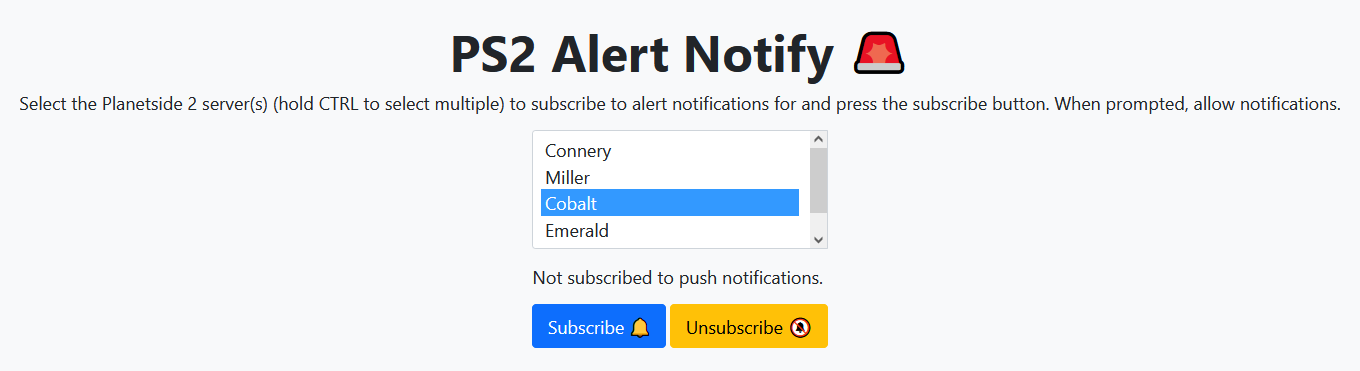 PS2 Alert Notify
Select the Planetside 2 server(s) (hold CTRL to select multiple) to subscribe to alert notifications for and press the subscribe button. When prompted, allow notifications.
Connery
Miller
Cobalt
Emerald
Not subscribed to push notifications.
Subscribe Unsubscribe